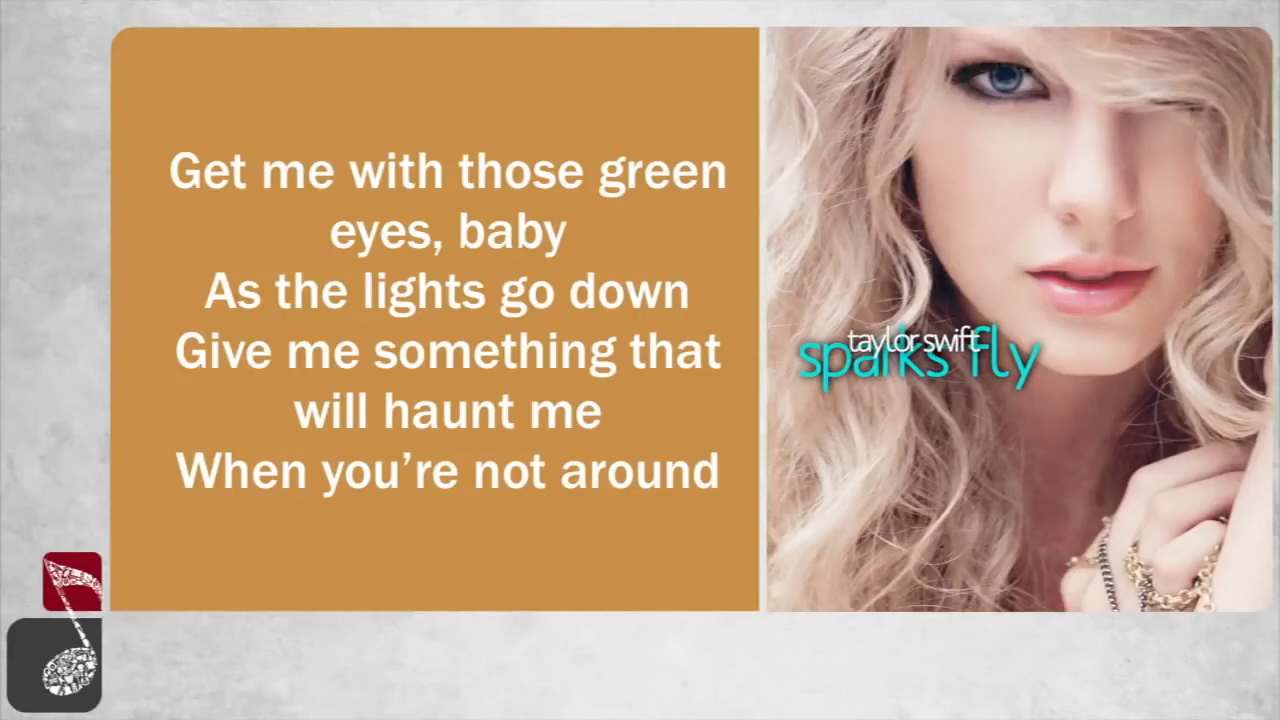 Get me with those green
eyes, baby
As the lights go down
Give me something that
will haunt me
When you’re not around
taylor swift
sparks fly